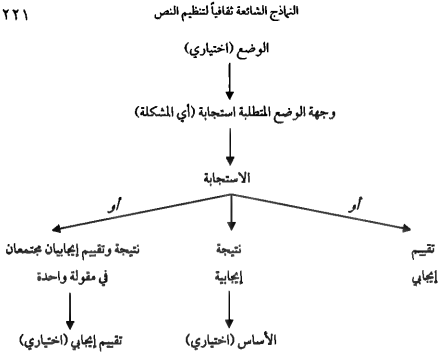 النماذج الشائعة ثقافياً لتنظيم النص ٢٢١
الوضع (اختياري)
وجهة الوضع المتطلبة استجابة (أي المشكلة)
الاستجابة
أو أو
تقييم نتيجة نتيجة وتقييم إيجابيان مجتمعان
إيجابي إيجابية في مقولة واحدة
الأساس (اختياري) تقييم إيجابي (اختياري)